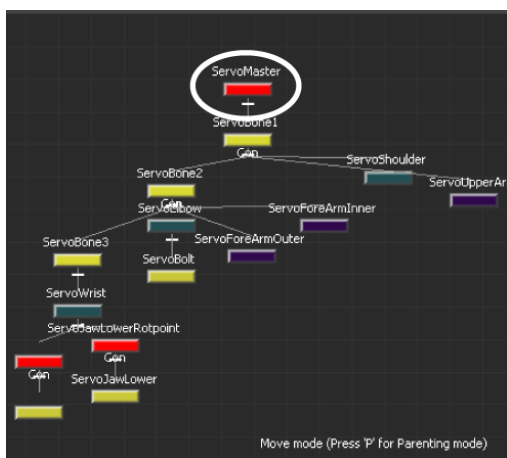 ServoMaster
ServoBone1
Con
ServoShoulder
ServoBone2
ServoUpperAr
Con
ServoElbow
ServoForeArmInner
ServoForeArmOuter
ServoBone3
ServoBolt
ServoWrist
ServoJawLowerRotpoint
Con
Con
ServoJawLower
Move mode (Press 'P' for Parenting mode)